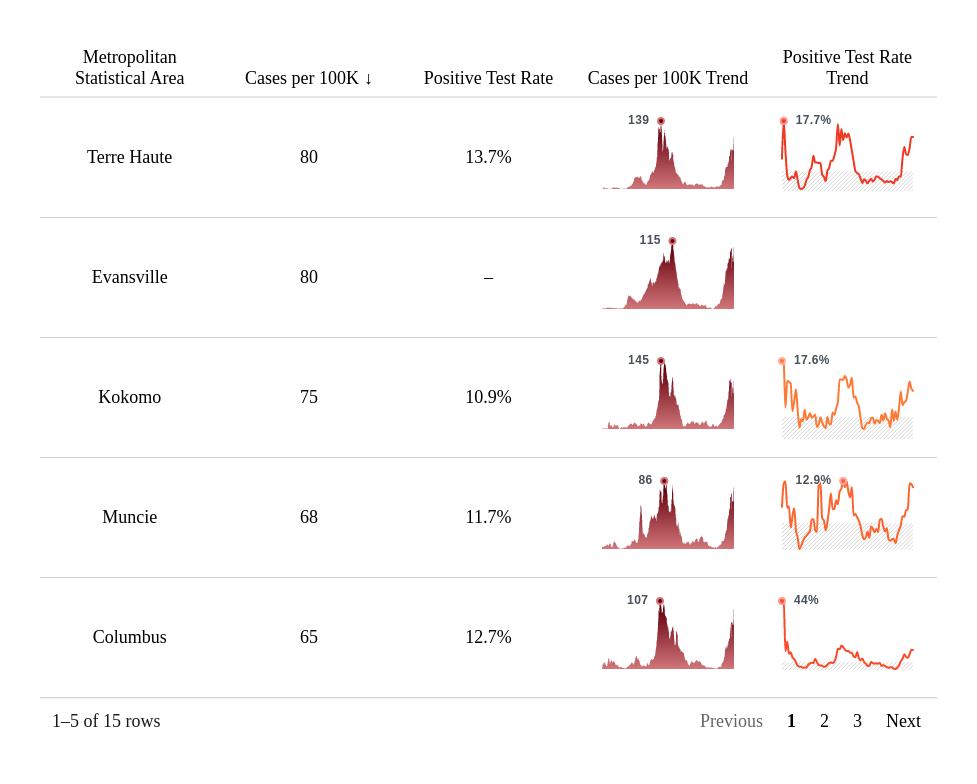 Metropolitan
Statistical Area
Cases per 100K ↓
Positive Test Rate
Cases per 100K Trend
Positive Test Rate
Trend
Terre Haute
80
13.7%
139
17.7%
Evansville
80
–
115
Kokomo
75
10.9%
145
17.6%
Muncie
68
11.7%
86
12.9%
Columbus
65
12.7%
107
44%
1–5 of 15 rows
Previous 1 2 3 Next